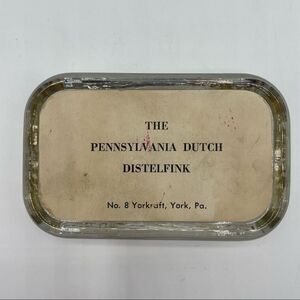 THE
PENNSYLVANIA DUTCH
DISTELFINK
No. 8 Yorkraft, York, Pa.